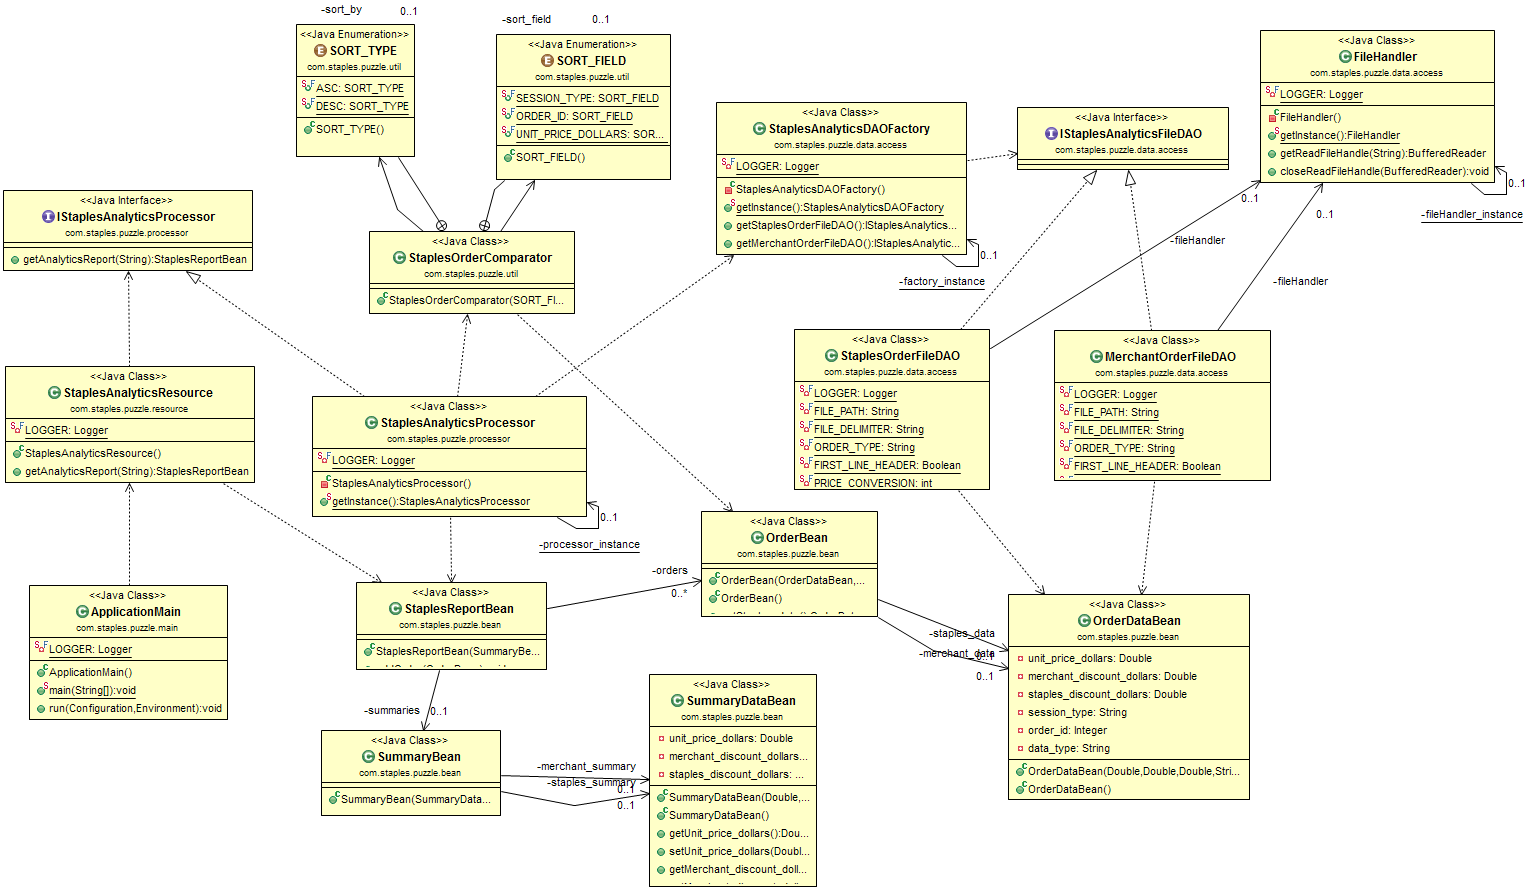 -sort_by
0..1
<<Java Enumeration>>
SORT_TYPE
com.staples.puzzle.util
ASC: SORT_TYPE
DESC: SORT_TYPE
SORT_TYPE()
-sort_field
0..1
<<Java Enumeration>>
SORT_FIELD
com.staples.puzzle.util
SESSION_TYPE: SORT_FIELD
ORDER_ID: SORT_FIELD
UNIT_PRICE_DOLLARS: SOR...
SORT_FIELD()
<<Java Class>>
StaplesAnalyticsDAOFactory
com.staples.puzzle.data.access
LOGGER: Logger
StaplesAnalyticsDAOFactory()
getInstance():StaplesAnalyticsDAOFactory
getStaplesOrderFileDAO():IStaplesAnalytics...
getMerchantOrderFileDAO():IStaplesAnalytic...
0..1
-factory_instance
<<Java Interface>>
IStaplesAnalyticsFileDAO
com.staples.puzzle.data.access
<<Java Class>>
FileHandler
com.staples.puzzle.data.access
LOGGER: Logger
FileHandler()
getInstance():FileHandler
getReadFileHandle(String):BufferedReader
closeReadFileHandle(BufferedReader):void
0..1
-fileHandler_instance
0..1
-fileHandler
0..1
-fileHandler
<<Java Interface>>
IStaplesAnalyticsProcessor
com.staples.puzzle.processor
getAnalyticsReport(String):StaplesReportBean
<<Java Class>>
StaplesOrderComparator
com.staples.puzzle.util
StaplesOrderComparator(SORT_FI...
<<Java Class>>
StaplesAnalyticsResource
com.staples.puzzle.resource
LOGGER: Logger
StaplesAnalyticsResource()
getAnalyticsReport(String):StaplesReportBean
<<Java Class>>
StaplesAnalyticsProcessor
com.staples.puzzle.processor
LOGGER: Logger
StaplesAnalyticsProcessor()
getInstance():StaplesAnalyticsProcessor
0..1
-processor_instance
<<Java Class>>
StaplesOrderFileDAO
com.staples.puzzle.data.access
LOGGER: Logger
FILE_PATH: String
FILE_DELIMITER: String
ORDER_TYPE: String
FIRST_LINE_HEADER: Boolean
PRICE_CONVERSION: int
<<Java Class>>
MerchantOrderFileDAO
com.staples.puzzle.data.access
LOGGER: Logger
FILE_PATH: String
FILE_DELIMITER: String
ORDER_TYPE: String
FIRST_LINE_HEADER: Boolean
<<Java Class>>
ApplicationMain
com.staples.puzzle.main
LOGGER: Logger
ApplicationMain()
main(String[]):void
run(Configuration,Environment):void
<<Java Class>>
StaplesReportBean
com.staples.puzzle.bean
StaplesReportBean(SummaryBe...
-orders
0..*
<<Java Class>>
OrderBean
com.staples.puzzle.bean
OrderBean(OrderDataBean,...
OrderBean()
-staples_data
0..1
-merchant_data
0..1
<<Java Class>>
OrderDataBean
com.staples.puzzle.bean
unit_price_dollars: Double
merchant_discount_dollars: Double
staples_discount_dollars: Double
session_type: String
order_id: Integer
data_type: String
OrderDataBean(Double,Double,Double,Stri...
OrderDataBean()
-summaries
0..1
<<Java Class>>
SummaryBean
com.staples.puzzle.bean
SummaryBean(SummaryData...
-merchant_summary
0..1
-staples_summary
0..1
<<Java Class>>
SummaryDataBean
com.staples.puzzle.bean
unit_price_dollars: Double
merchant_discount_dollars...
staples_discount_dollars: ...
SummaryDataBean(Double,...
SummaryDataBean()
getUnit_price_dollars():Dou...
setUnit_price_dollars(Doubl...
getMerchant_discount_doll...